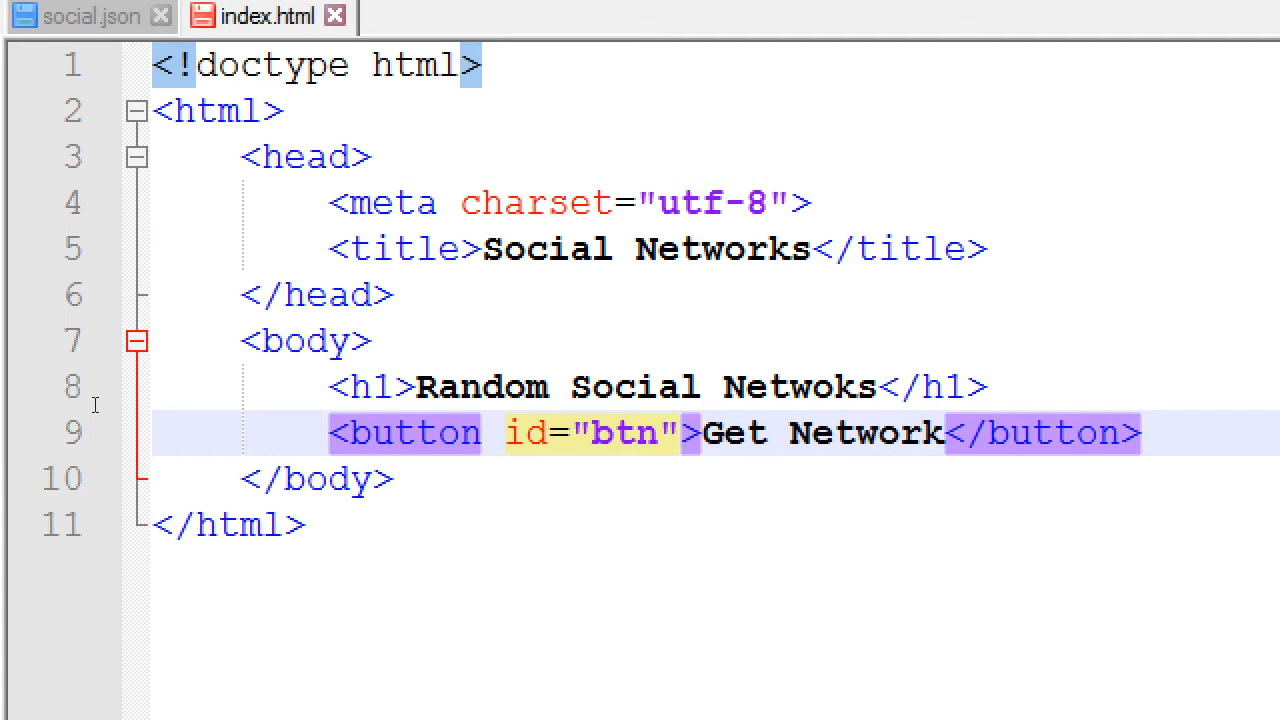 social.json index.html
1 <!doctype html>
2 <html>
3 <head>
4 <meta charset="utf-8">
5 <title>Social Networks</title>
6 </head>
7 <body>
8 <h1>Random Social Netwoks</h1>
9 <button id="btn">Get Network</button>
10 </body>
11 </html>